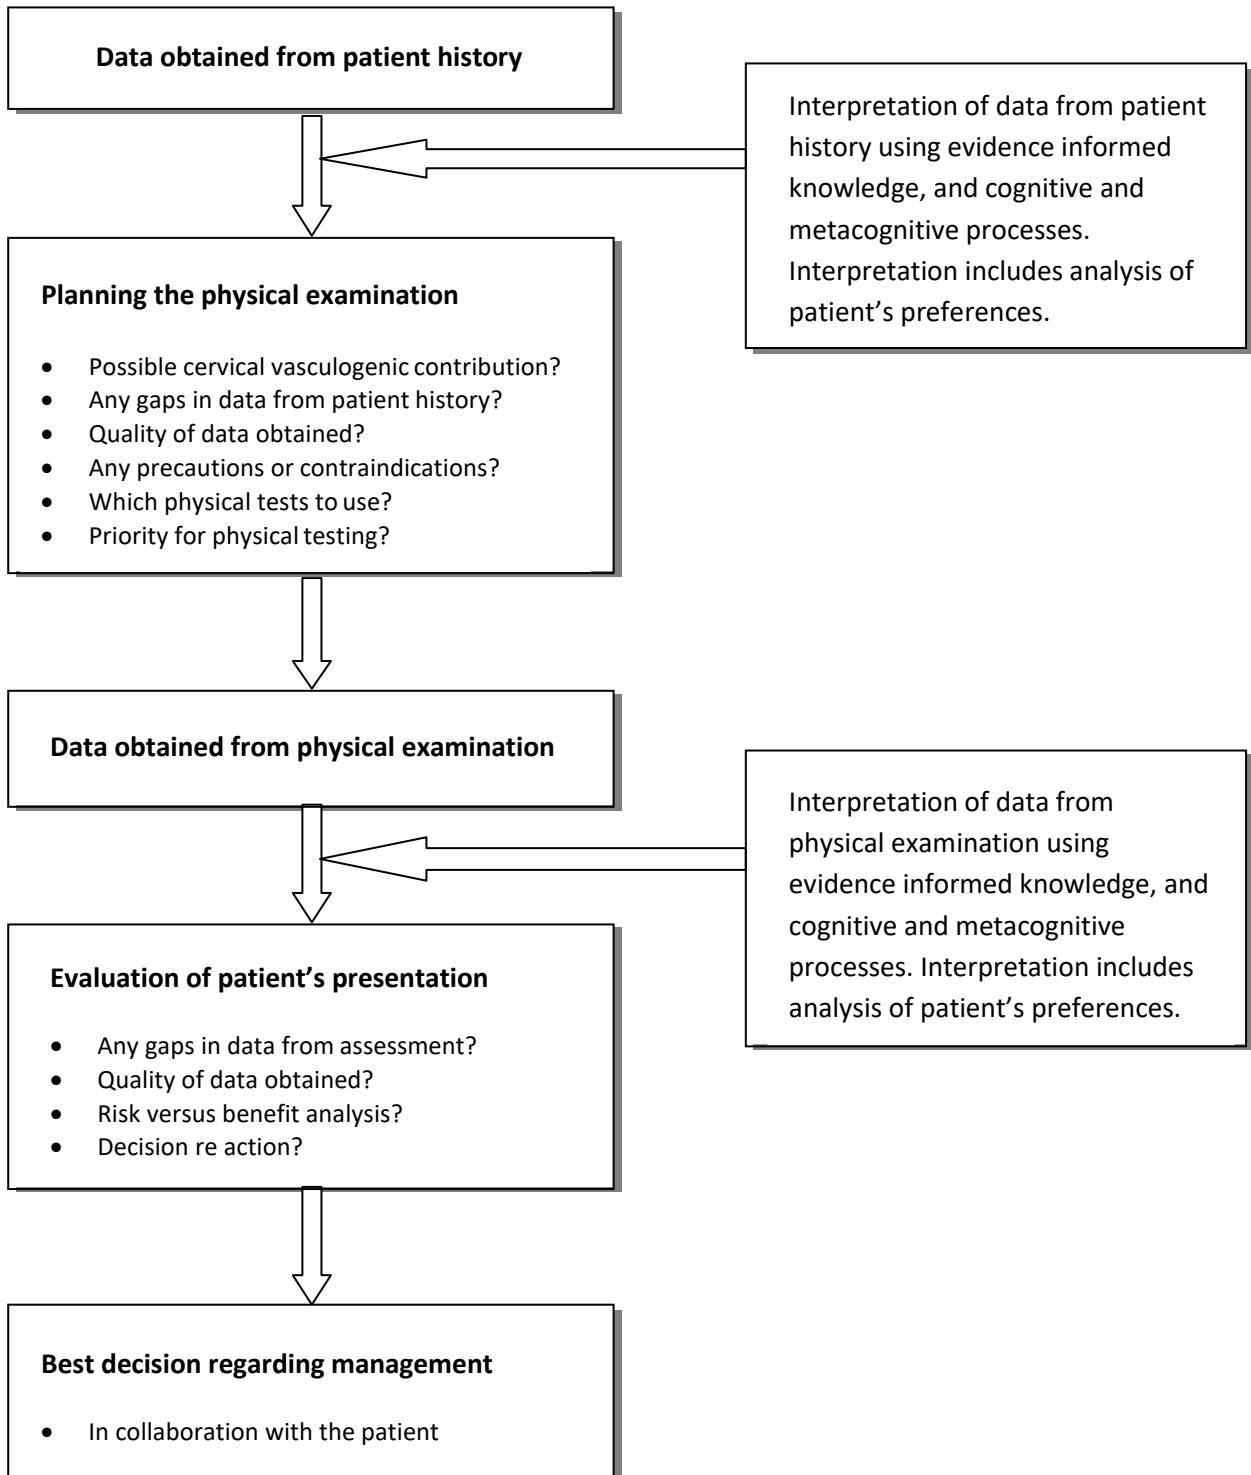 Data obtained from patient history
Interpretation of data from patient
history using evidence informed
knowledge, and cognitive and
metacognitive processes.
Interpretation includes analysis of
patient’s preferences.
Planning the physical examination
• Possible cervical vasculogenic contribution?
• Any gaps in data from patient history?
• Quality of data obtained?
• Any precautions or contraindications?
• Which physical tests to use?
• Priority for physical testing?
Data obtained from physical examination
Interpretation of data from
physical examination using
evidence informed knowledge, and
cognitive and metacognitive
processes. Interpretation includes
analysis of patient’s preferences.
Evaluation of patient’s presentation
• Any gaps in data from assessment?
• Quality of data obtained?
• Risk versus benefit analysis?
• Decision re action?
Best decision regarding management
• In collaboration with the patient